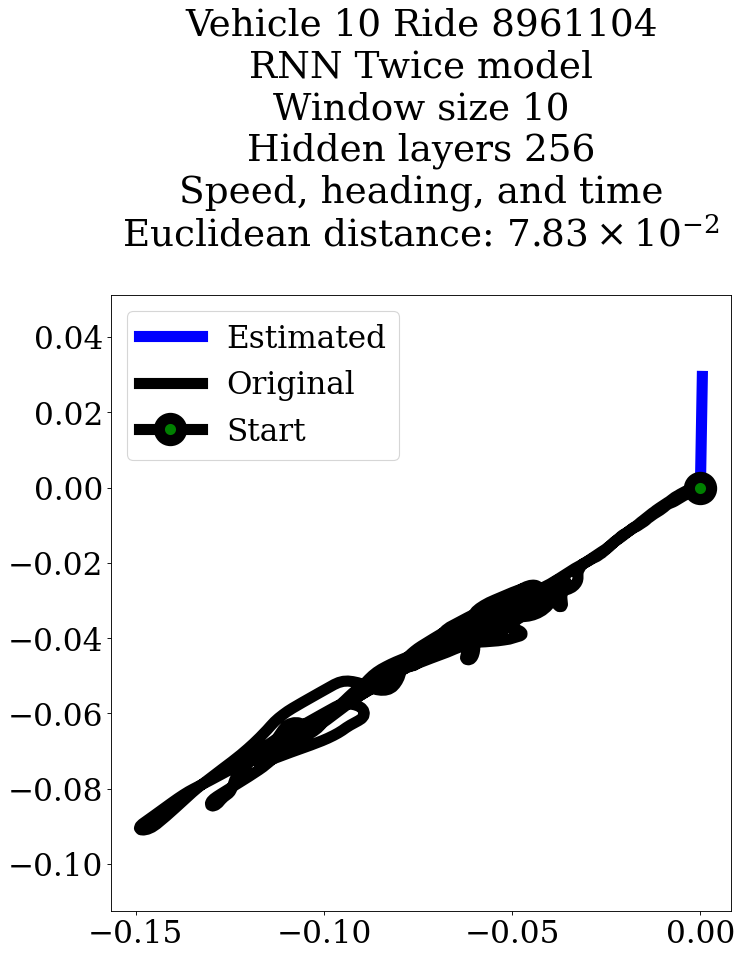 Vehicle 10 Ride 8961104
RNN Twice model
Window size 10
Hidden layers 256
Speed, heading, and time
Euclidean distance: 7.83 × 10⁻²
Estimated
Original
Start
0.04
0.02
0.00
−0.02
−0.04
−0.06
−0.08
−0.10
−0.15 −0.10 −0.05 0.00